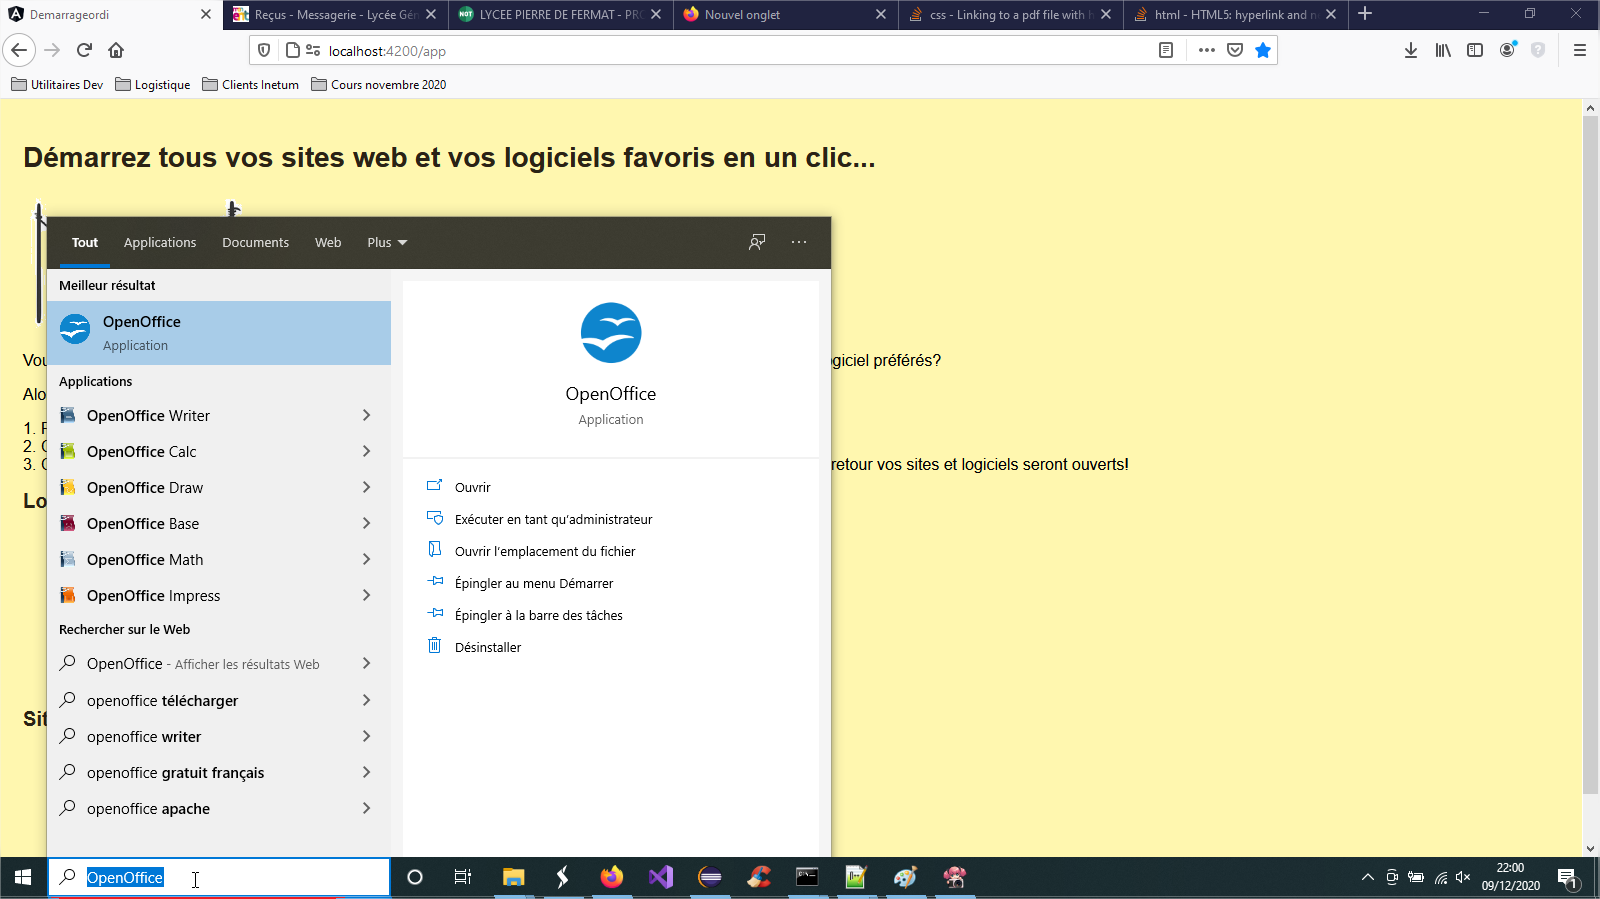 Demarrageordi
Reçus - Messagerie - Lycée Gén
LYCEE PIERRE DE FERMAT - PRO
Nouvel onglet
css - Linking to a pdf file with h
html - HTML5: hyperlink and n
localhost:4200/app
Utilitaires Dev
Logistique
Clients Inetum
Cours novembre 2020
Démarrez tous vos sites web et vos logiciels favoris en un clic...
Tout
Applications
Documents
Web
Plus
Meilleur résultat
OpenOffice
Application
Applications
OpenOffice Writer
OpenOffice Calc
OpenOffice Draw
OpenOffice Base
OpenOffice Math
OpenOffice Impress
Rechercher sur le Web
OpenOffice - Afficher les résultats Web
openoffice télécharger
openoffice writer
openoffice gratuit français
openoffice apache
OpenOffice
Application
Ouvrir
Exécuter en tant qu'administrateur
Ouvrir l'emplacement du fichier
Épingler au menu Démarrer
Épingler à la barre des tâches
Désinstaller
Vou
giciel préférés?
Alo
1.
2.
3.
retour vos sites et logiciels seront ouverts!
Lo
Sit
OpenOffice
22:00
09/12/2020
1